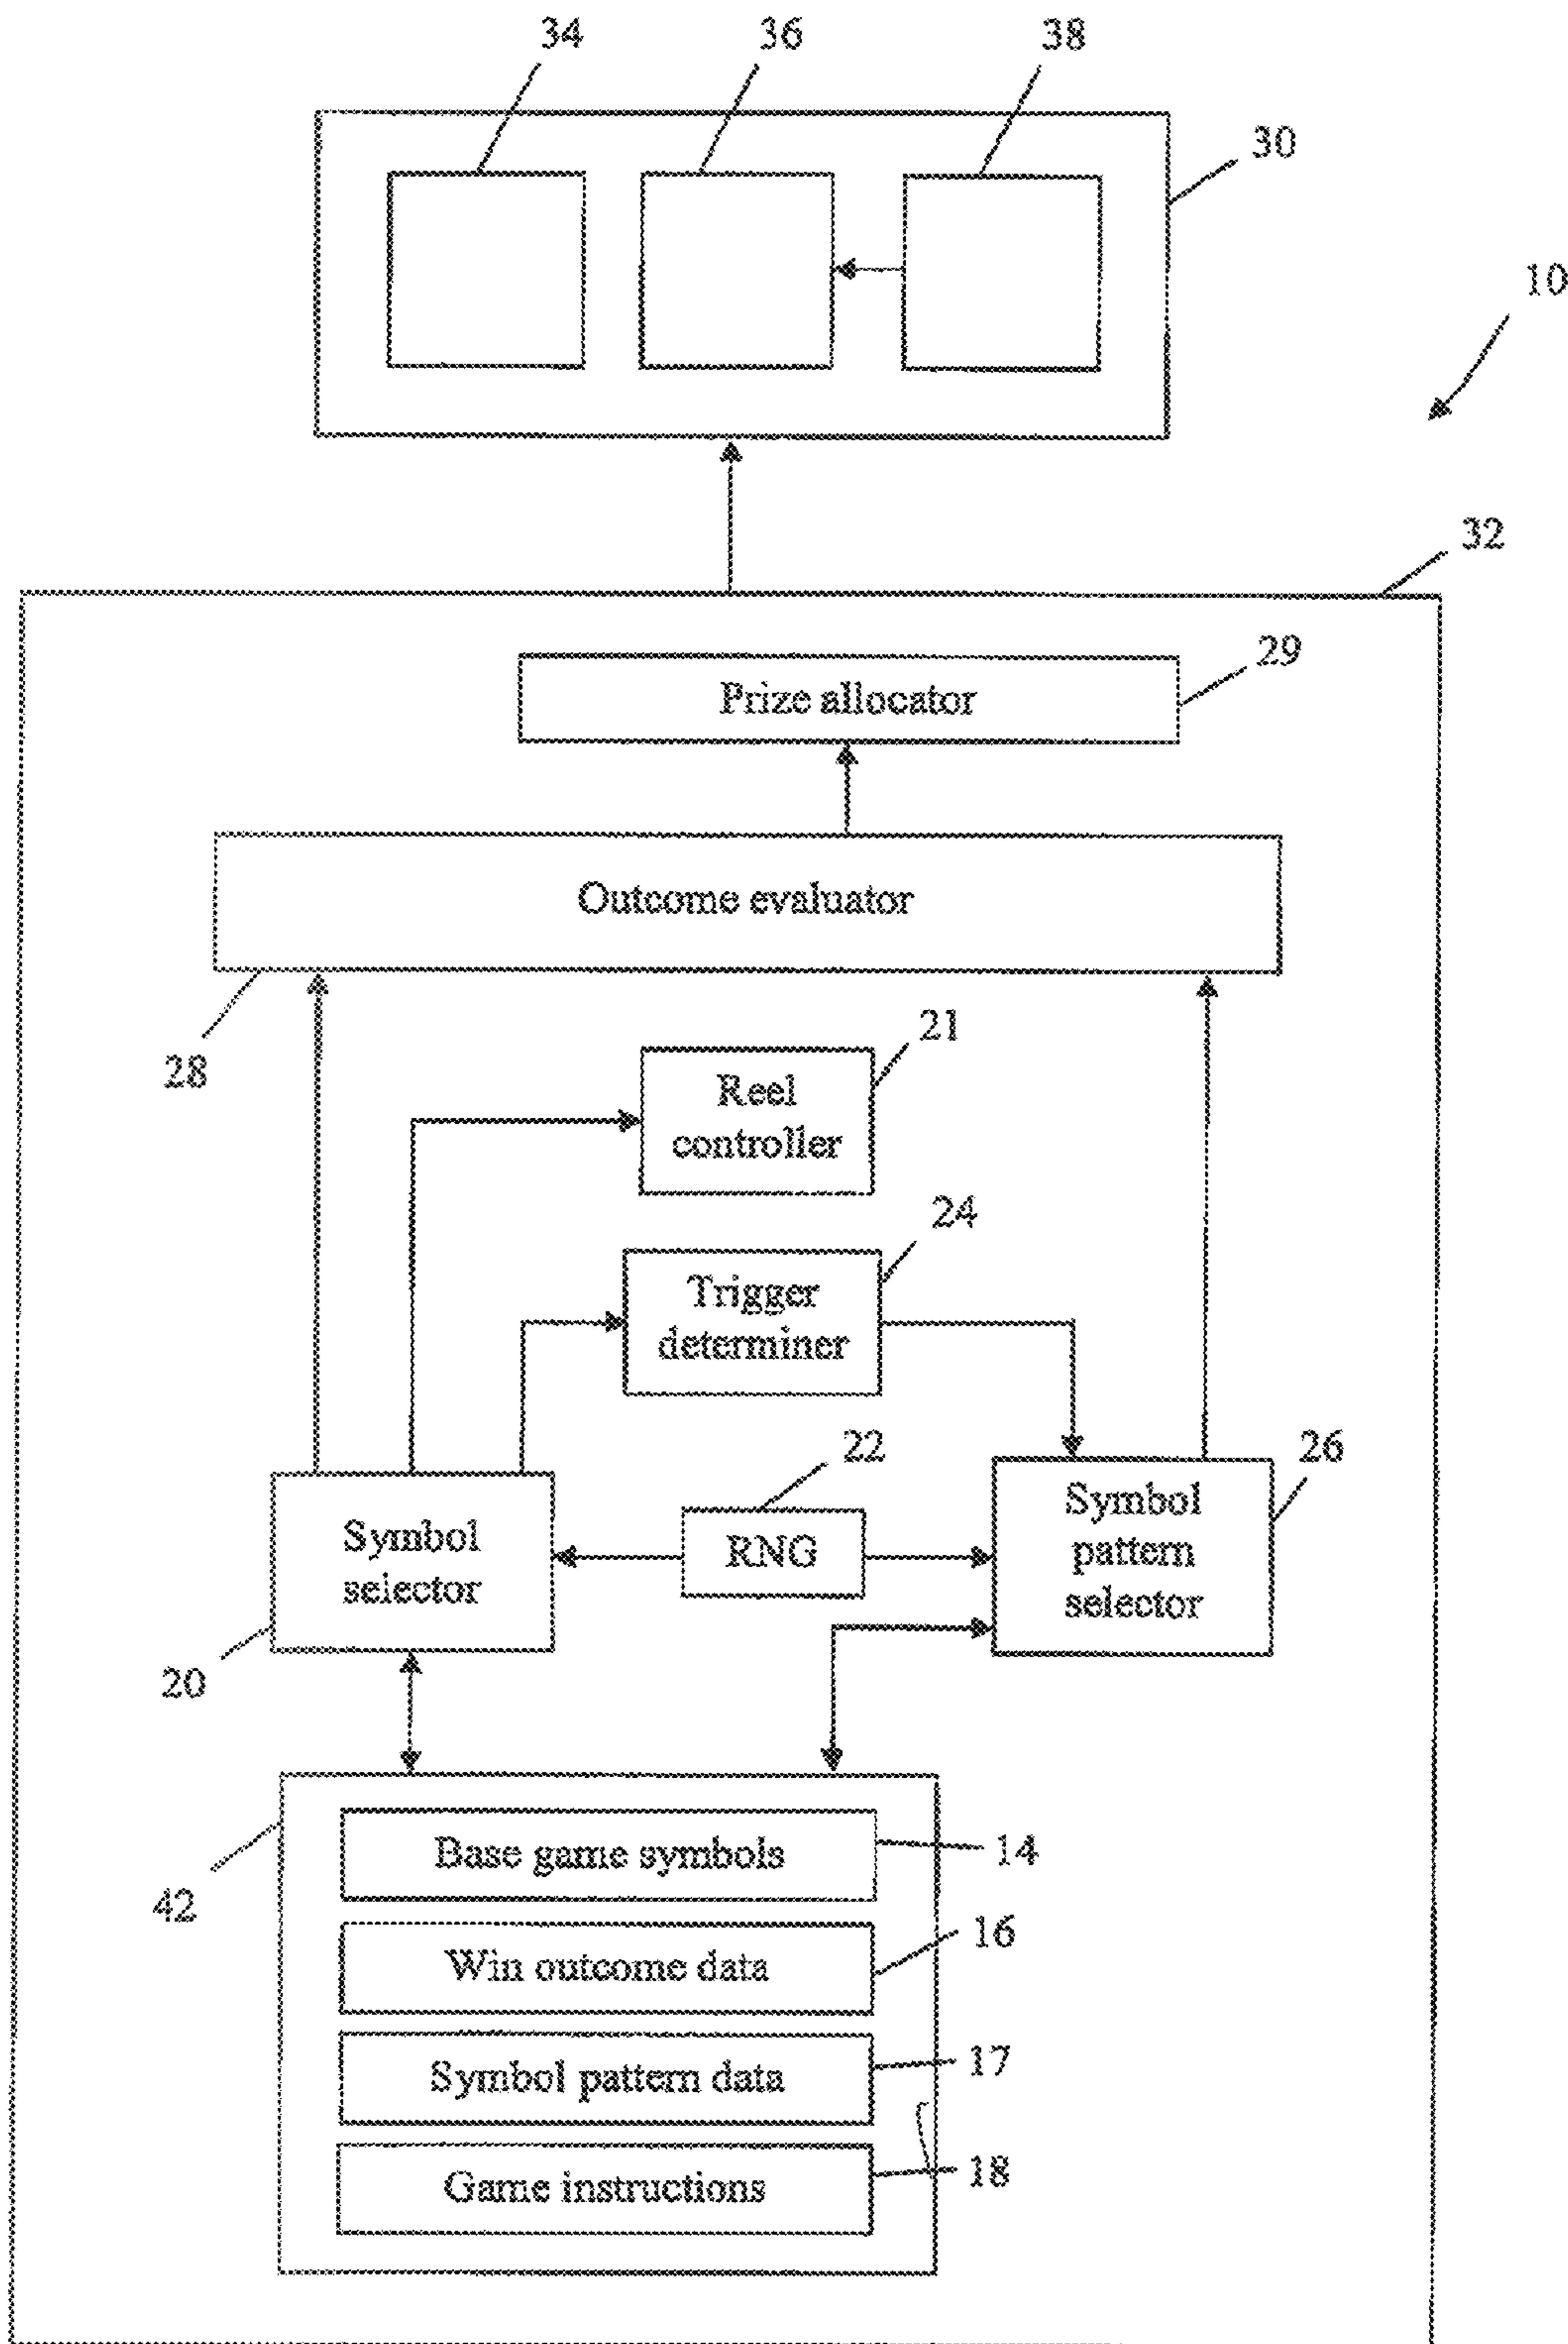 34
36
38
30
10
32
29
Prize allocator
Outcome evaluator
28
21
Reel
controller
24
Trigger
determiner
22
26
Symbol
selector
RNG
Symbol
pattern
selector
20
42
Base game symbols
14
Win outcome data
16
Symbol pattern data
17
Game instructions
18